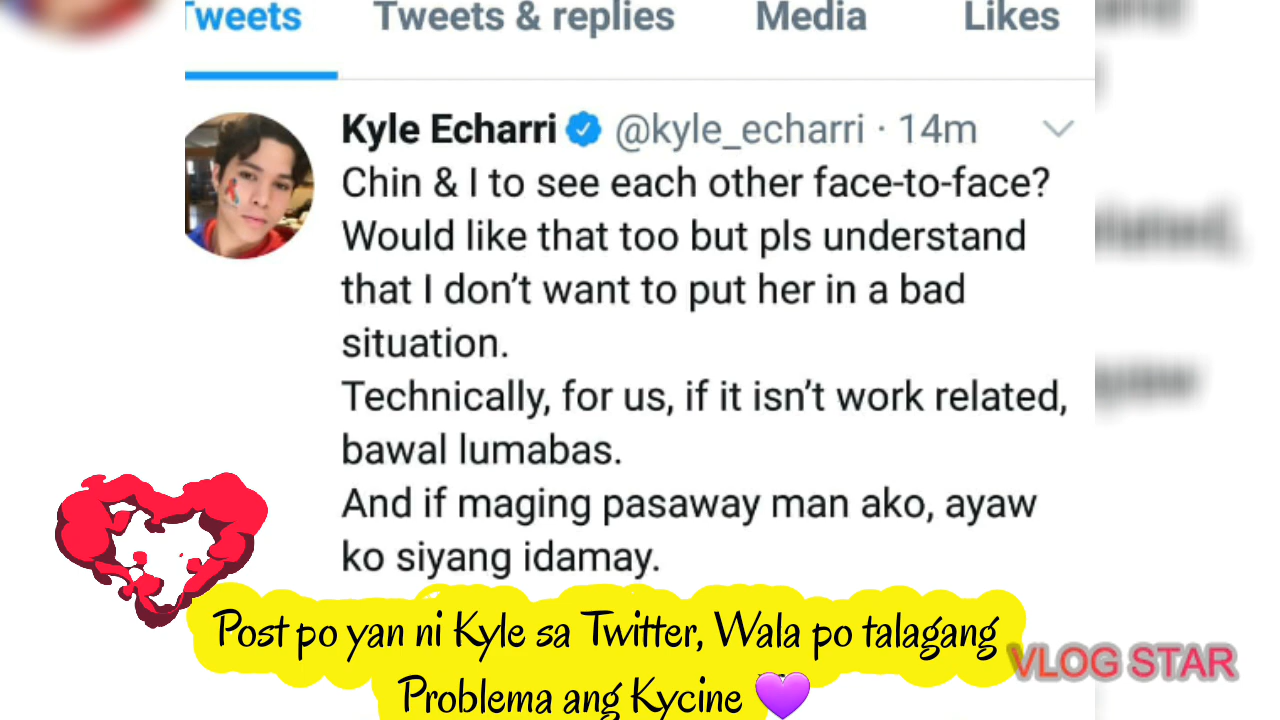 Tweets Tweets & replies Media Likes
Kyle Echarri @kyle_echarri · 14m
Chin & I to see each other face-to-face?
Would like that too but pls understand
that I don't want to put her in a bad
situation.
Technically, for us, if it isn't work related,
bawal lumabas.
And if maging pasaway man ako, ayaw
ko siyang idamay.
Post po yan ni Kyle sa Twitter, Wala po talagang
Problema ang Kycine 💜
VLOG STAR